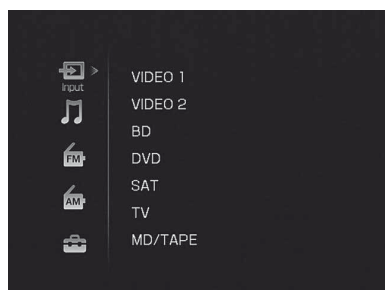 Input
VIDEO 1
VIDEO 2
BD
FM
DVD
SAT
AM
TV
MD/TAPE